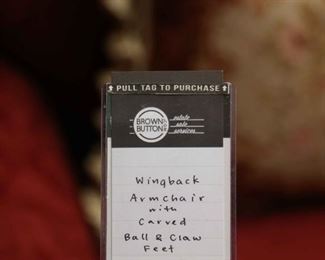 PULL TAG TO PURCHASE
BROWN
BUTTON
estate
sale
services
Wingback
Armchair
with
Carved
Ball & Claw
Feet